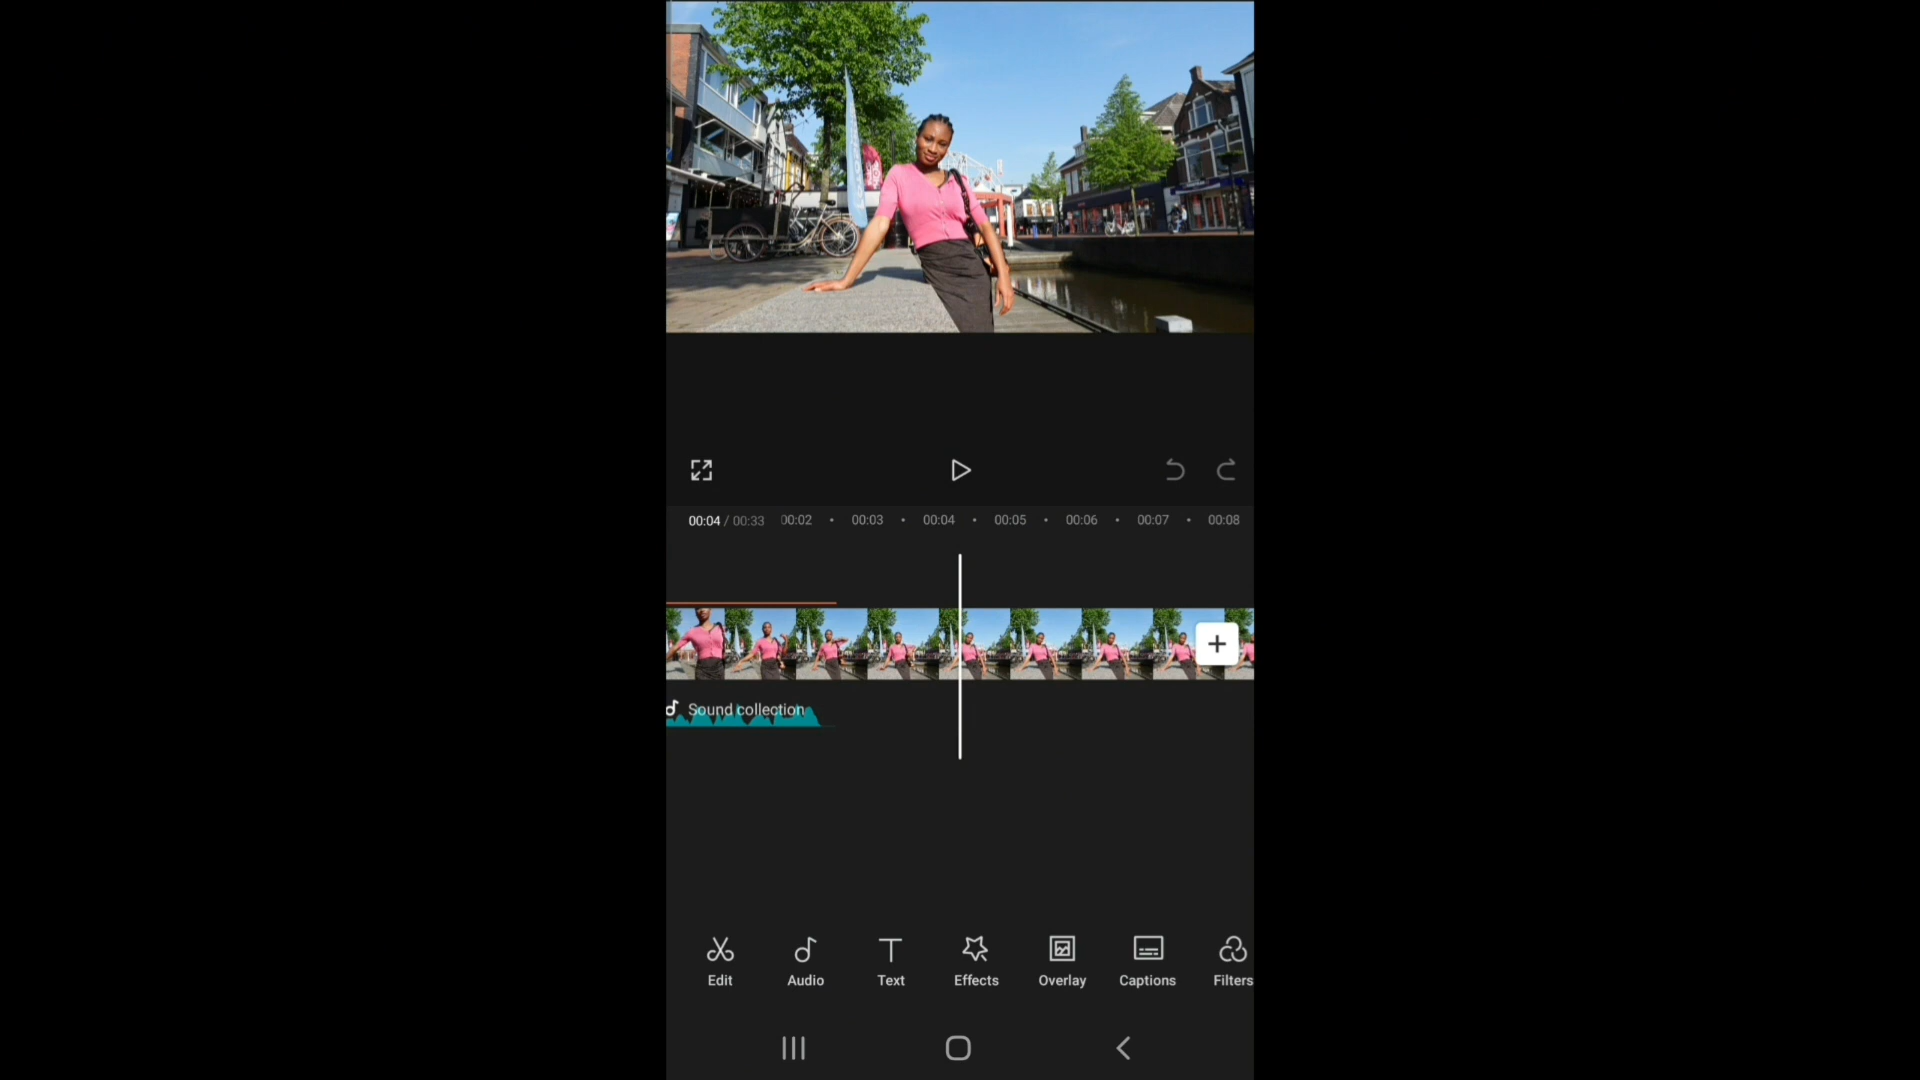 00:04 / 00:33 00:02 • 00:03 • 00:04 • 00:05 • 00:06 • 00:07 • 00:08
Sound collection
Edit Audio Text Effects Overlay Captions Filters